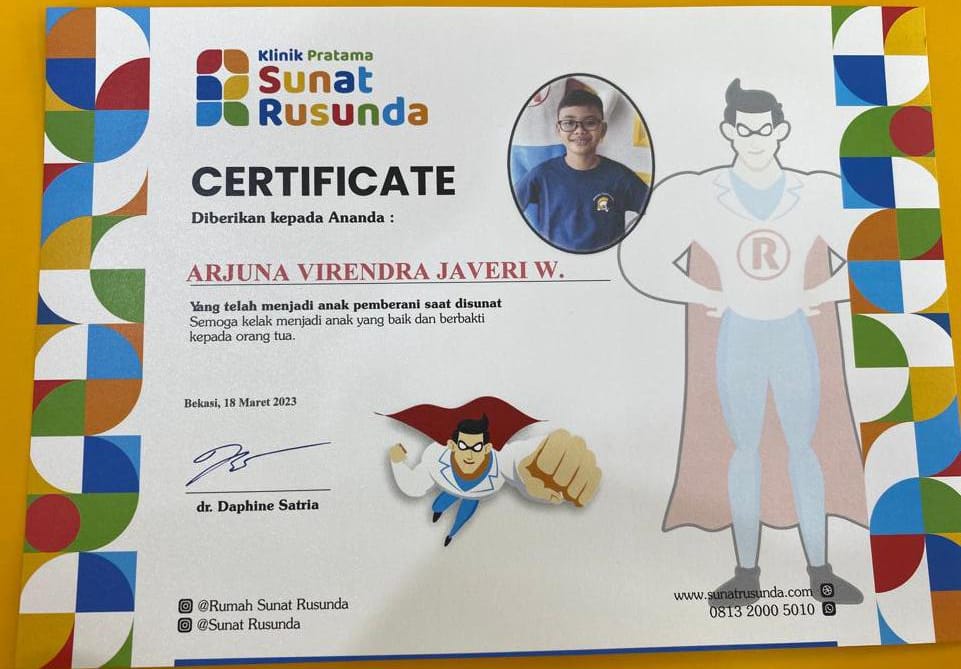 Klinik Pratama
Sunat
Rusunda
CERTIFICATE
Diberikan kepada Ananda :
ARJUNA VIRENDRA JAVERI W.
Yang telah menjadi anak pemberani saat disunat
Semoga kelak menjadi anak yang baik dan berbakti
kepada orang tua.
R
Bekasi, 18 Maret 2023
dr. Daphine Satria
@Rumah Sunat Rusunda
@Sunat Rusunda
www.sunatrusunda.com
0813 2000 5010